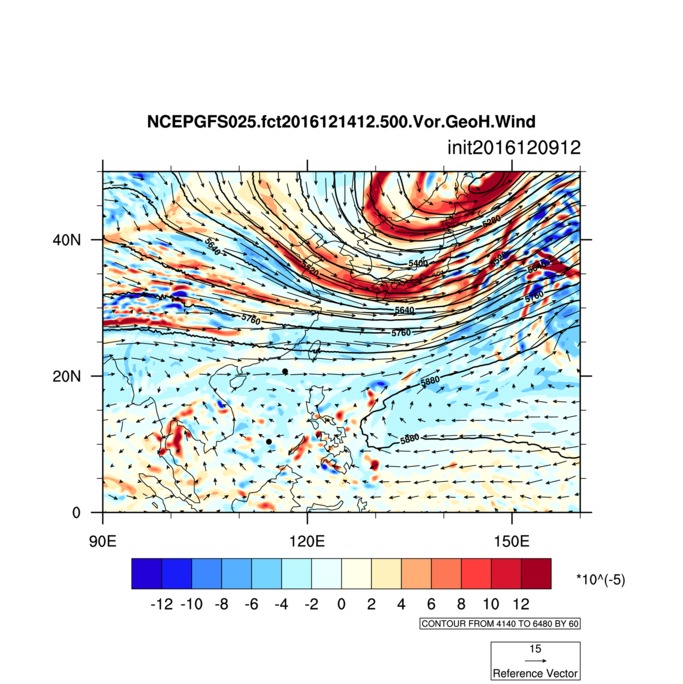 NCEPGFS025.fct2016121412.500.Vor.GeoH.Wind
init2016120912
40N
20N
0
90E 120E 150E
5280
5400
5640
5520
5640
5760
5760
5760
5880
5880
-12 -10 -8 -6 -4 -2 0 2 4 6 8 10 12
*10^(-5)
CONTOUR FROM 4140 TO 6480 BY 60
15
Reference Vector